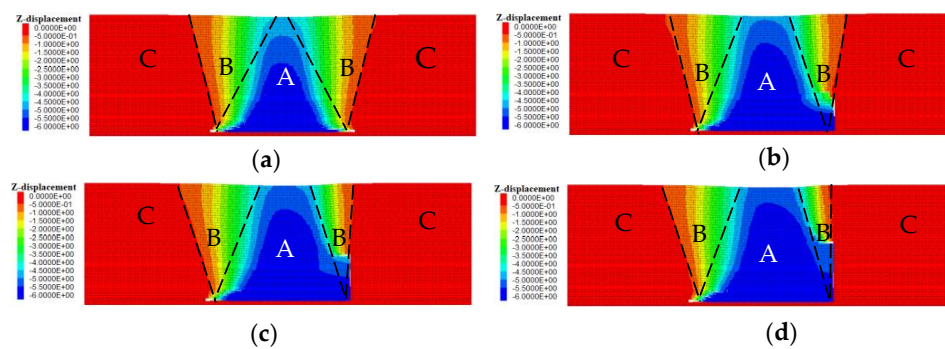 Z-displacement
0.0000E+00
-5.0000E-01
-1.0000E+00
-1.5000E+00
-2.0000E+00
-2.5000E+00
-3.0000E+00
-3.5000E+00
-4.0000E+00
-4.5000E+00
-5.0000E+00
-5.5000E+00
-6.0000E+00
C B A B C
(a)
Z-displacement
0.0000E+00
-5.0000E-01
-1.0000E+00
-1.5000E+00
-2.0000E+00
-2.5000E+00
-3.0000E+00
-3.5000E+00
-4.0000E+00
-4.5000E+00
-5.0000E+00
-5.5000E+00
-6.0000E+00
C B A B C
(b)
Z-displacement
0.0000E+00
-5.0000E-01
-1.0000E+00
-1.5000E+00
-2.0000E+00
-2.5000E+00
-3.0000E+00
-3.5000E+00
-4.0000E+00
-4.5000E+00
-5.0000E+00
-5.5000E+00
-6.0000E+00
C B A B C
(c)
Z-displacement
0.0000E+00
-5.0000E-01
-1.0000E+00
-1.5000E+00
-2.0000E+00
-2.5000E+00
-3.0000E+00
-3.5000E+00
-4.0000E+00
-4.5000E+00
-5.0000E+00
-5.5000E+00
-6.0000E+00
C B A B C
(d)